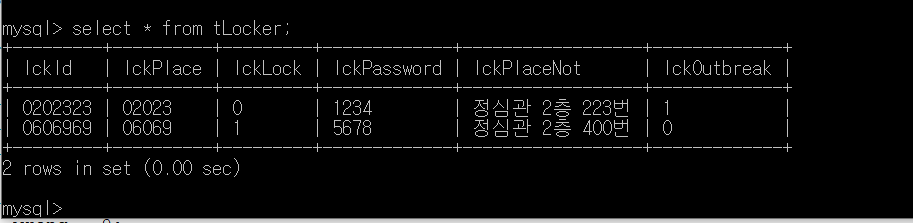 mysql> select * from tLocker;
+---------+----------+---------+-------------+-----------------+-------------+
| lckId | lckPlace | lckLock | lckPassword | lckPlaceNot | lckOutbreak |
+---------+----------+---------+-------------+-----------------+-------------+
| 0202323 | 02023 | 0 | 1234 | 정심관 2층 223번 | 1 |
| 0606969 | 06069 | 1 | 5678 | 정심관 2층 400번 | 0 |
+---------+----------+---------+-------------+-----------------+-------------+
2 rows in set (0.00 sec)
mysql>